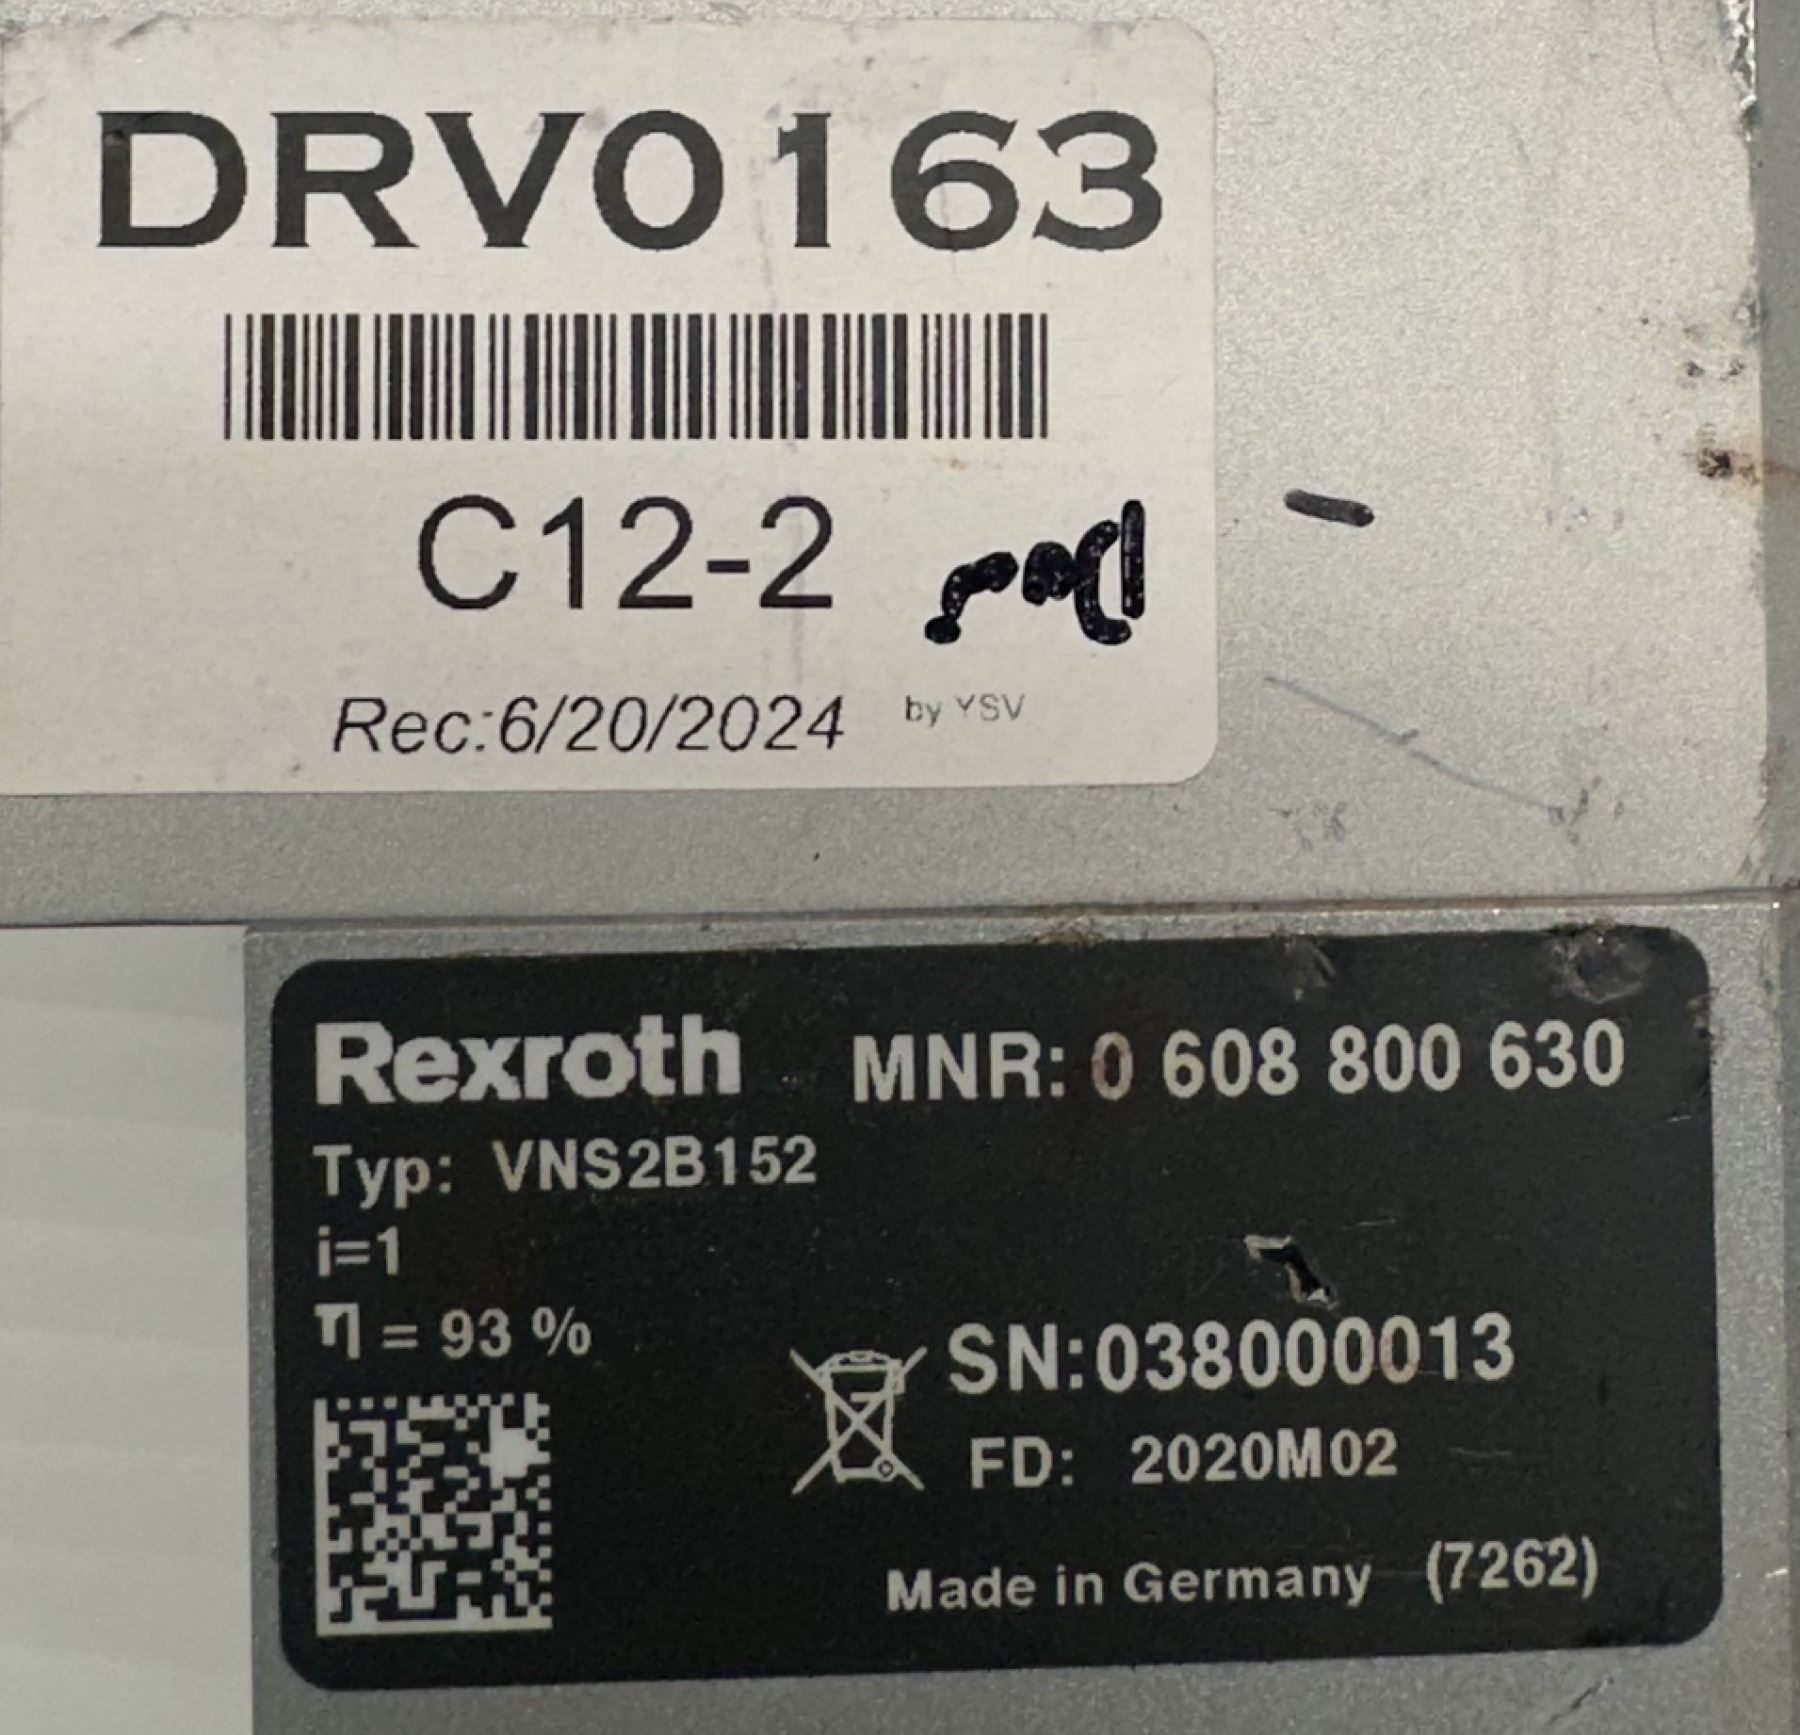 DRV0163
C12-2
Rec:6/20/2024 by YSV
Rexroth MNR: 0 608 800 630
Typ: VNS2B152
i=1
η = 93 %
SN:038000013
FD: 2020M02
Made in Germany (7262)